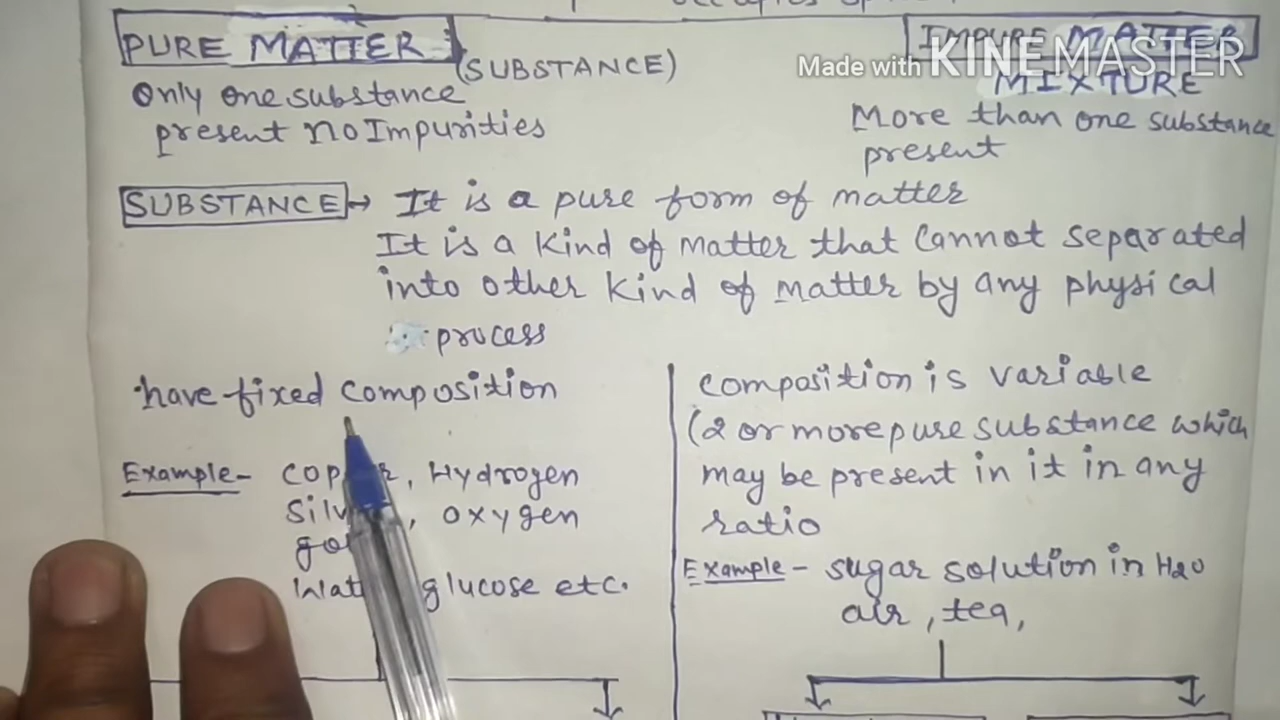 PURE MATTER
(SUBSTANCE)
Only one substance
present no Impurities
IMPURE MATTER
Made with KINEMASTER
MIXTURE
More than one substance
present
SUBSTANCE → It is a pure form of matter
It is a kind of matter that cannot separated
into other kind of matter by any physical
process
·have fixed composition
Example- Hydrogen
, oxygen
glucose etc.
composition is variable
(2 or more pure substance which
may be present in it in any
ratio
Example - sugar solution in H2O
air, tea,